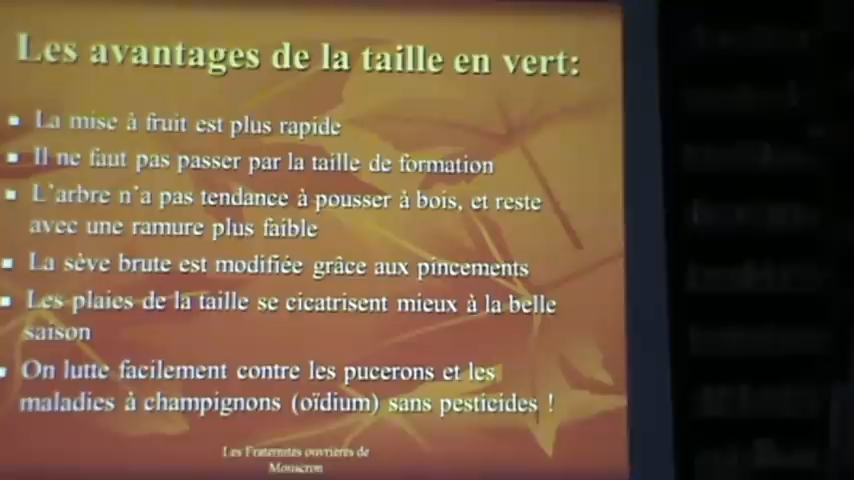 Les avantages de la taille en vert:
▪ La mise à fruit est plus rapide
▪ Il ne faut pas passer par la taille de formation
▪ L'arbre n'a pas tendance à pousser à bois, et reste
avec une ramure plus faible
▪ La sève brute est modifiée grâce aux pincements
▪ Les plaies de la taille se cicatrisent mieux à la belle
saison
▪ On lutte facilement contre les pucerons et les
maladies à champignons (oïdium) sans pesticides !
Les Fraternités ouvrières de
Mouscron